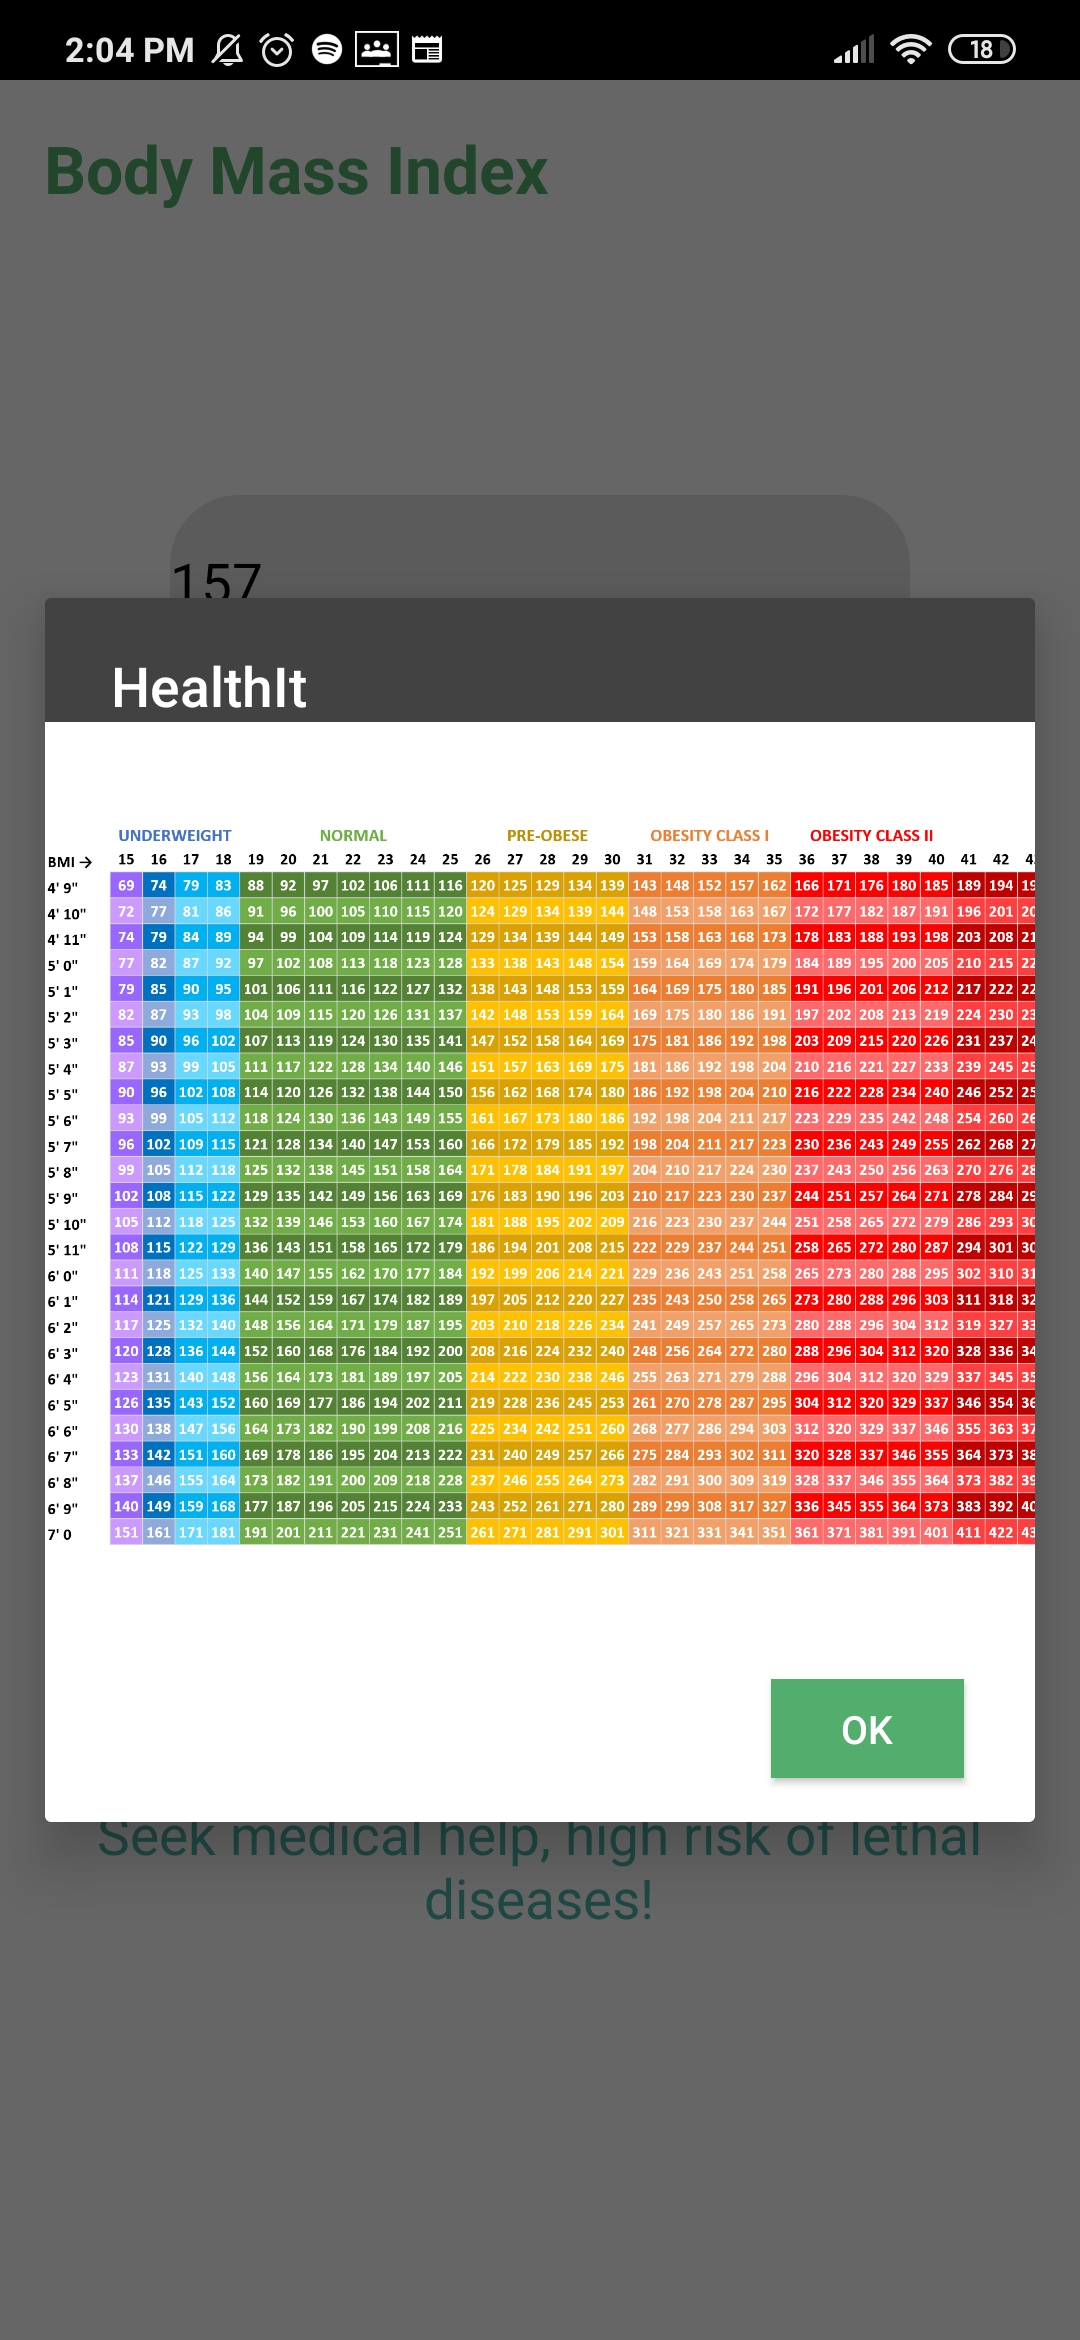 2:04 PM 18
Body Mass Index
157
HealthIt
UNDERWEIGHT NORMAL PRE-OBESE OBESITY CLASS I OBESITY CLASS II
BMI → 15 16 17 18 19 20 21 22 23 24 25 26 27 28 29 30 31 32 33 34 35 36 37 38 39 40 41 42
4' 9" 69 74 79 83 88 92 97 102 106 111 116 120 125 129 134 139 143 148 152 157 162 166 171 176 180 185 189 194
4' 10" 72 77 81 86 91 96 100 105 110 115 120 124 129 134 139 144 148 153 158 163 167 172 177 182 187 191 196 201
4' 11" 74 79 84 89 94 99 104 109 114 119 124 129 134 139 144 149 153 158 163 168 173 178 183 188 193 198 203 208
5' 0" 77 82 87 92 97 102 108 113 118 123 128 133 138 143 148 154 159 164 169 174 179 184 189 195 200 205 210 215
5' 1" 79 85 90 95 101 106 111 116 122 127 132 138 143 148 153 159 164 169 175 180 185 191 196 201 206 212 217 222
5' 2" 82 87 93 98 104 109 115 120 126 131 137 142 148 153 159 164 169 175 180 186 191 197 202 208 213 219 224 230
5' 3" 85 90 96 102 107 113 119 124 130 135 141 147 152 158 164 169 175 181 186 192 198 203 209 215 220 226 231 237
5' 4" 87 93 99 105 111 117 122 128 134 140 146 151 157 163 169 175 181 186 192 198 204 210 216 221 227 233 239 245
5' 5" 90 96 102 108 114 120 126 132 138 144 150 156 162 168 174 180 186 192 198 204 210 216 222 228 234 240 246 252
5' 6" 93 99 105 112 118 124 130 136 143 149 155 161 167 173 180 186 192 198 204 211 217 223 229 235 242 248 254 260
5' 7" 96 102 109 115 121 128 134 140 147 153 160 166 172 179 185 192 198 204 211 217 223 230 236 243 249 255 262 268
5' 8" 99 105 112 118 125 132 138 145 151 158 164 171 178 184 191 197 204 210 217 224 230 237 243 250 256 263 270 276
5' 9" 102 108 115 122 129 135 142 149 156 163 169 176 183 190 196 203 210 217 223 230 237 244 251 257 264 271 278 284
5' 10" 105 112 118 125 132 139 146 153 160 167 174 181 188 195 202 209 216 223 230 237 244 251 258 265 272 279 286 293
5' 11" 108 115 122 129 136 143 151 158 165 172 179 186 194 201 208 215 222 229 237 244 251 258 265 272 280 287 294 301
6' 0" 111 118 125 133 140 147 155 162 170 177 184 192 199 206 214 221 229 236 243 251 258 265 273 280 288 295 302 310
6' 1" 114 121 129 136 144 152 159 167 174 182 189 197 205 212 220 227 235 243 250 258 265 273 280 288 296 303 311 318
6' 2" 117 125 132 140 148 156 164 171 179 187 195 203 210 218 226 234 241 249 257 265 273 280 288 296 304 312 319 327
6' 3" 120 128 136 144 152 160 168 176 184 192 200 208 216 224 232 240 248 256 264 272 280 288 296 304 312 320 328 336
6' 4" 123 131 140 148 156 164 173 181 189 197 205 214 222 230 238 246 255 263 271 279 288 296 304 312 320 329 337 345
6' 5" 126 135 143 152 160 169 177 186 194 202 211 219 228 236 245 253 261 270 278 287 295 304 312 320 329 337 346 354
6' 6" 130 138 147 156 164 173 182 190 199 208 216 225 234 242 251 260 268 277 286 294 303 312 320 329 337 346 355 363
6' 7" 133 142 151 160 169 178 186 195 204 213 222 231 240 249 257 266 275 284 293 302 311 320 328 337 346 355 364 373
6' 8" 137 146 155 164 173 182 191 200 209 218 228 237 246 255 264 273 282 291 300 309 319 328 337 346 355 364 373 382
6' 9" 140 149 159 168 177 187 196 205 215 224 233 243 252 261 271 280 289 299 308 317 327 336 345 355 364 373 383 392
7' 0 151 161 171 181 191 201 211 221 231 241 251 261 271 281 291 301 311 321 331 341 351 361 371 381 391 401 411 422
OK
Seek medical help, high risk of lethal
diseases!